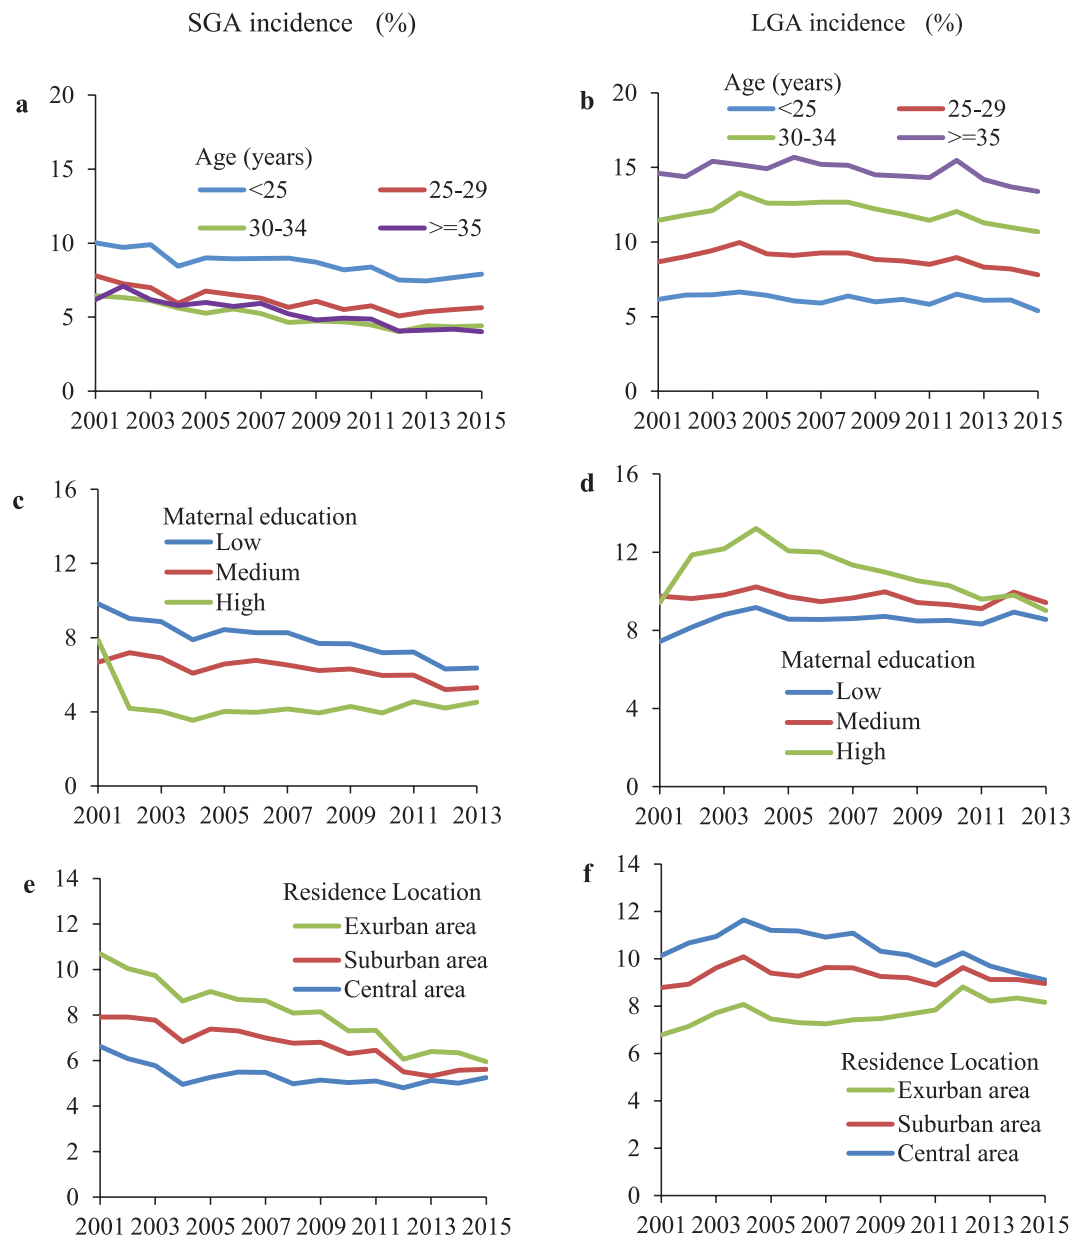 SGA incidence (%)
LGA incidence (%)
a
20
15
10
5
0
Age (years)
<25
25-29
30-34
>=35
2001 2003 2005 2007 2009 2011 2013 2015
b
20
15
10
5
0
Age (years)
<25
25-29
30-34
>=35
2001 2003 2005 2007 2009 2011 2013 2015
c
16
12
8
4
0
Maternal education
Low
Medium
High
2001 2003 2005 2007 2009 2011 2013
d
16
12
8
4
0
Maternal education
Low
Medium
High
2001 2003 2005 2007 2009 2011 2013
e
14
12
10
8
6
4
2
0
Residence Location
Exurban area
Suburban area
Central area
2001 2003 2005 2007 2009 2011 2013 2015
f
14
12
10
8
6
4
2
0
Residence Location
Exurban area
Suburban area
Central area
2001 2003 2005 2007 2009 2011 2013 2015